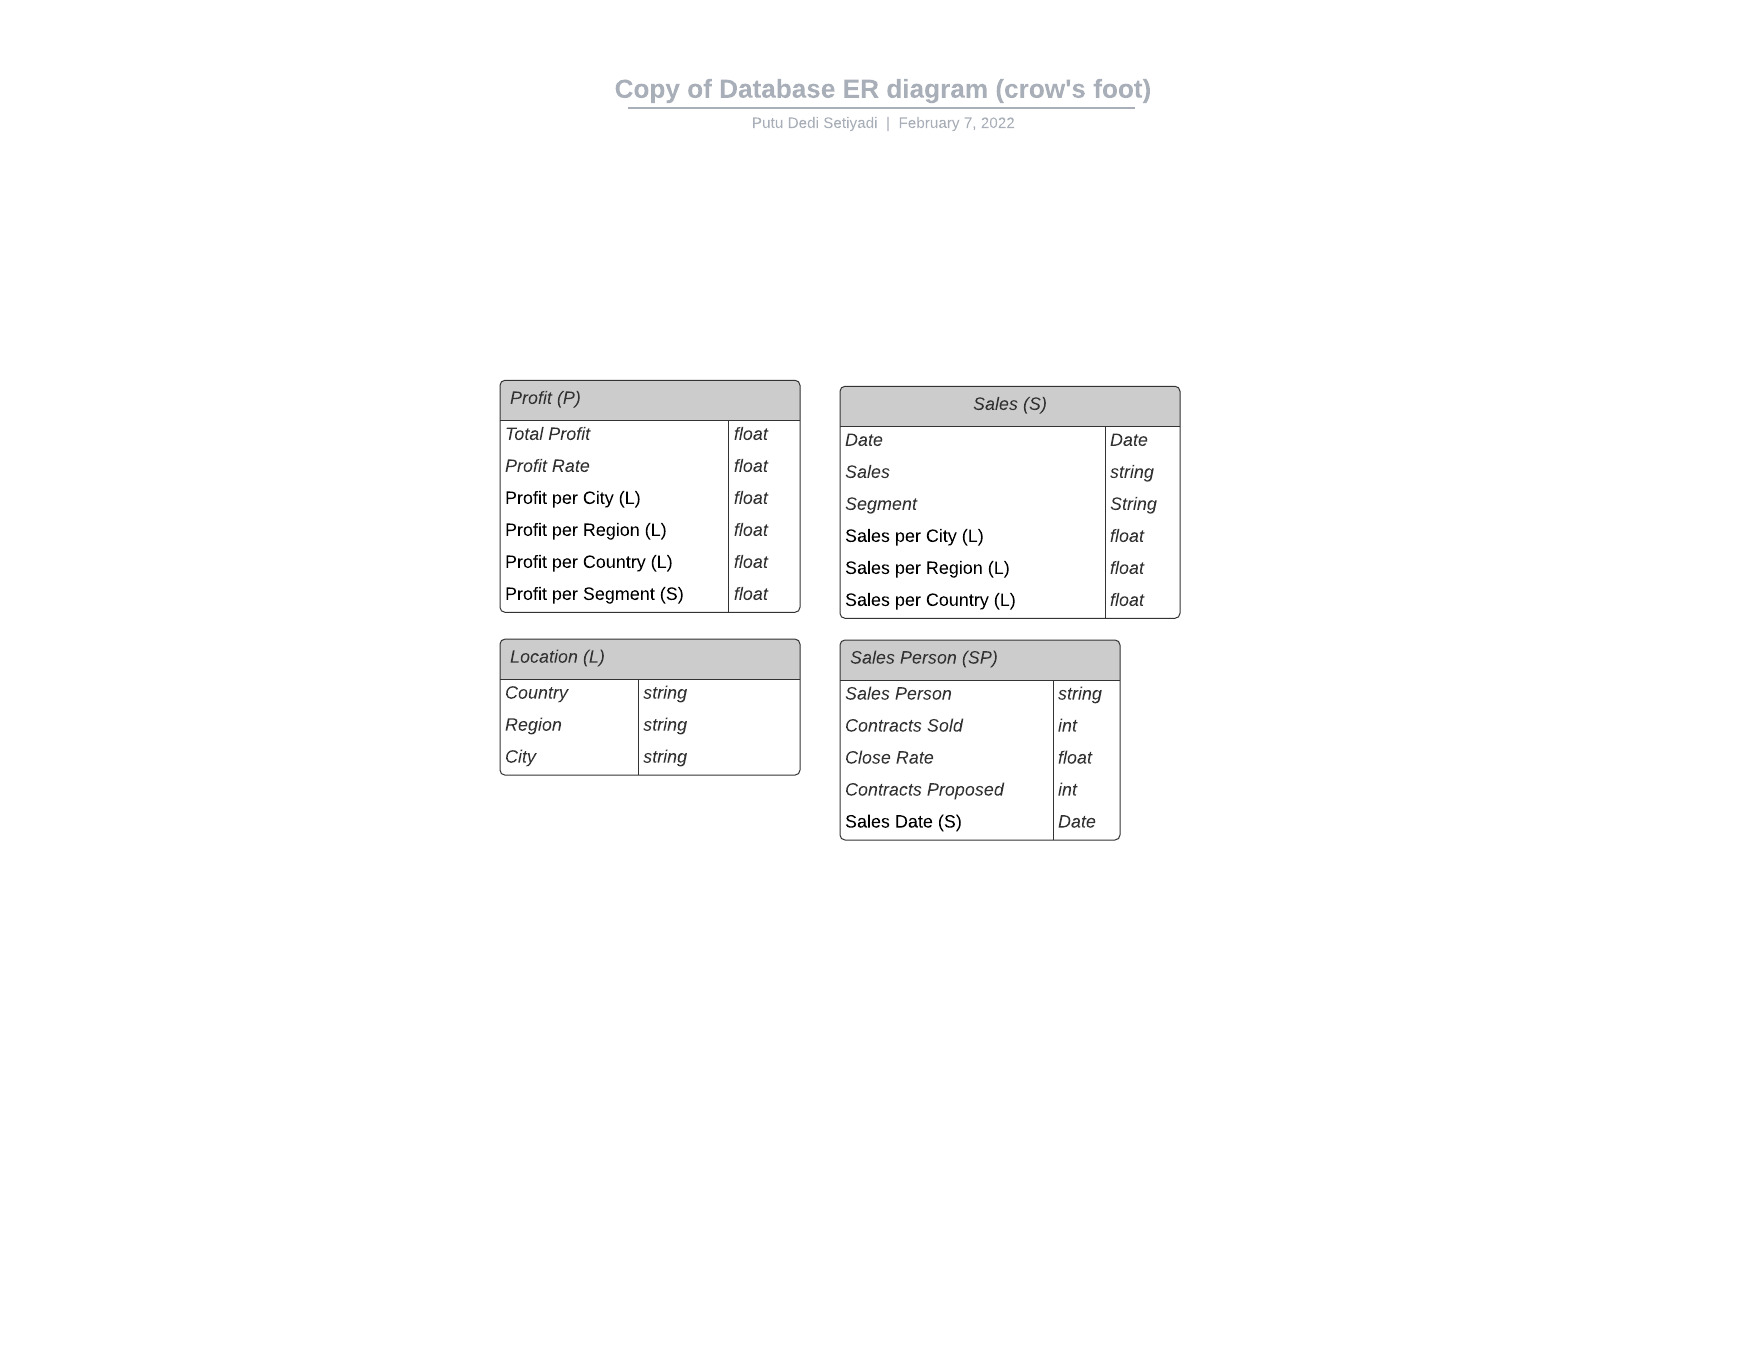 Copy of Database ER diagram (crow's foot)
Putu Dedi Setiyadi | February 7, 2022
Profit (P)
Total Profit float
Profit Rate float
Profit per City (L) float
Profit per Region (L) float
Profit per Country (L) float
Profit per Segment (S) float
Sales (S)
Date Date
Sales string
Segment String
Sales per City (L) float
Sales per Region (L) float
Sales per Country (L) float
Location (L)
Country string
Region string
City string
Sales Person (SP)
Sales Person string
Contracts Sold int
Close Rate float
Contracts Proposed int
Sales Date (S) Date